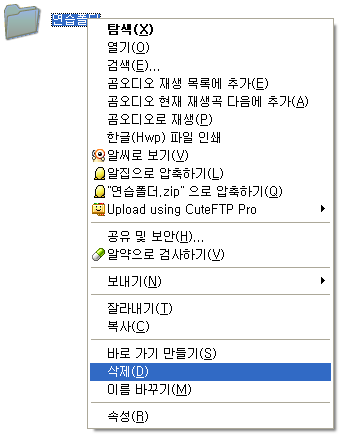 연습폴더
탐색(X)
열기(O)
검색(E)...
곰오디오 재생 목록에 추가(E)
곰오디오 현재 재생곡 다음에 추가(A)
곰오디오로 재생(P)
한글(Hwp) 파일 인쇄
알씨로 보기(V)
알집으로 압축하기(L)
"연습폴더.zip" 으로 압축하기(Q)
Upload using CuteFTP Pro
공유 및 보안(H)...
알약으로 검사하기(V)
보내기(N)
잘라내기(T)
복사(C)
바로 가기 만들기(S)
삭제(D)
이름 바꾸기(M)
속성(R)